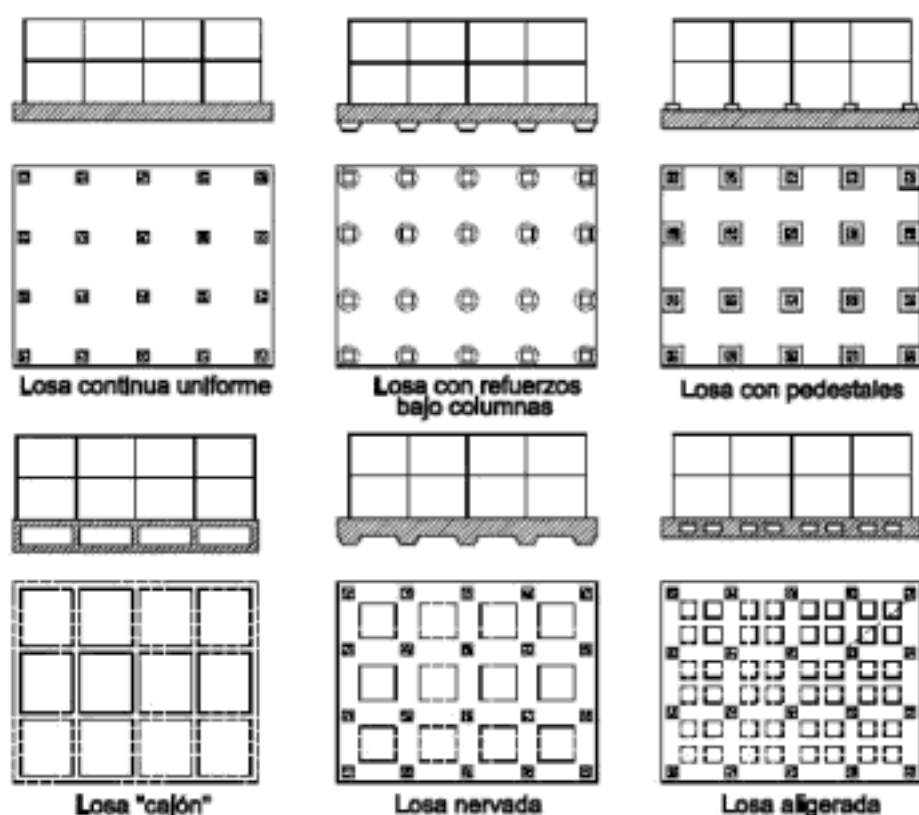 Losa continua uniforme
Losa con refuerzos
bajo columnas
Losa con pedestales
Losa "cajón"
Losa nervada
Losa aligerada